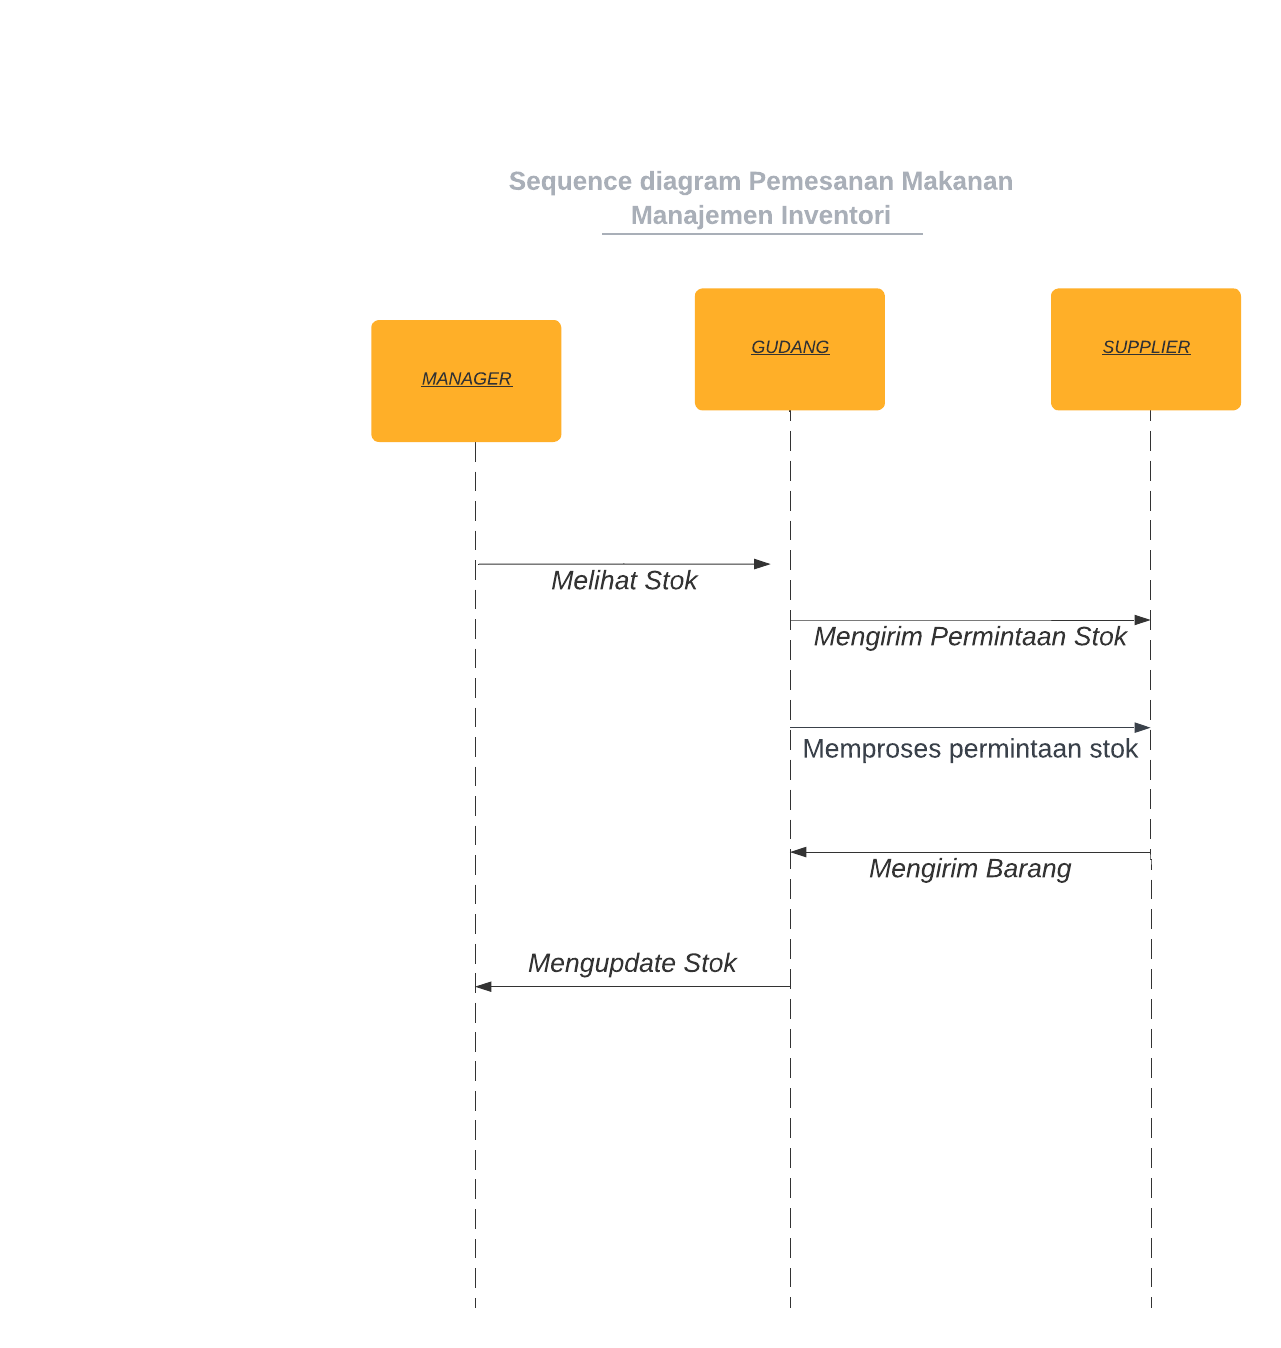 Sequence diagram Pemesanan Makanan
Manajemen Inventori
MANAGER
GUDANG
SUPPLIER
Melihat Stok
Mengirim Permintaan Stok
Memproses permintaan stok
Mengirim Barang
Mengupdate Stok